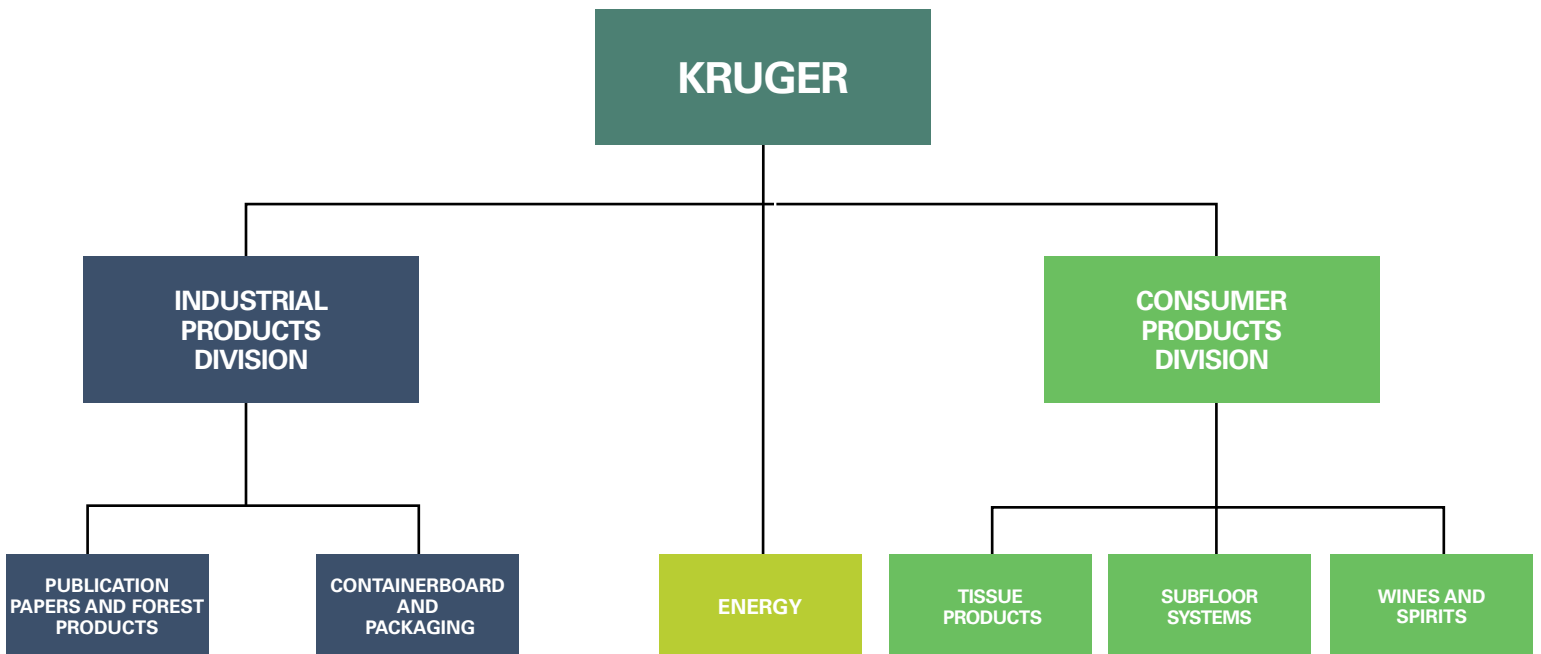 KRUGER
INDUSTRIAL
PRODUCTS
DIVISION
CONSUMER
PRODUCTS
DIVISION
PUBLICATION
PAPERS AND FOREST
PRODUCTS
CONTAINERBOARD
AND
PACKAGING
ENERGY
TISSUE
PRODUCTS
SUBFLOOR
SYSTEMS
WINES AND
SPIRITS